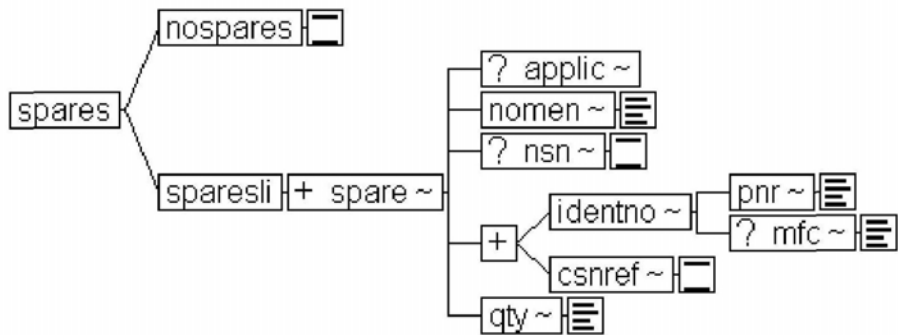 nospares
? applic ~
spares
nomen ~
? nsn ~
sparesli
+ spare ~
pnr ~
identno ~
+
? mfc ~
csnref ~
qty ~